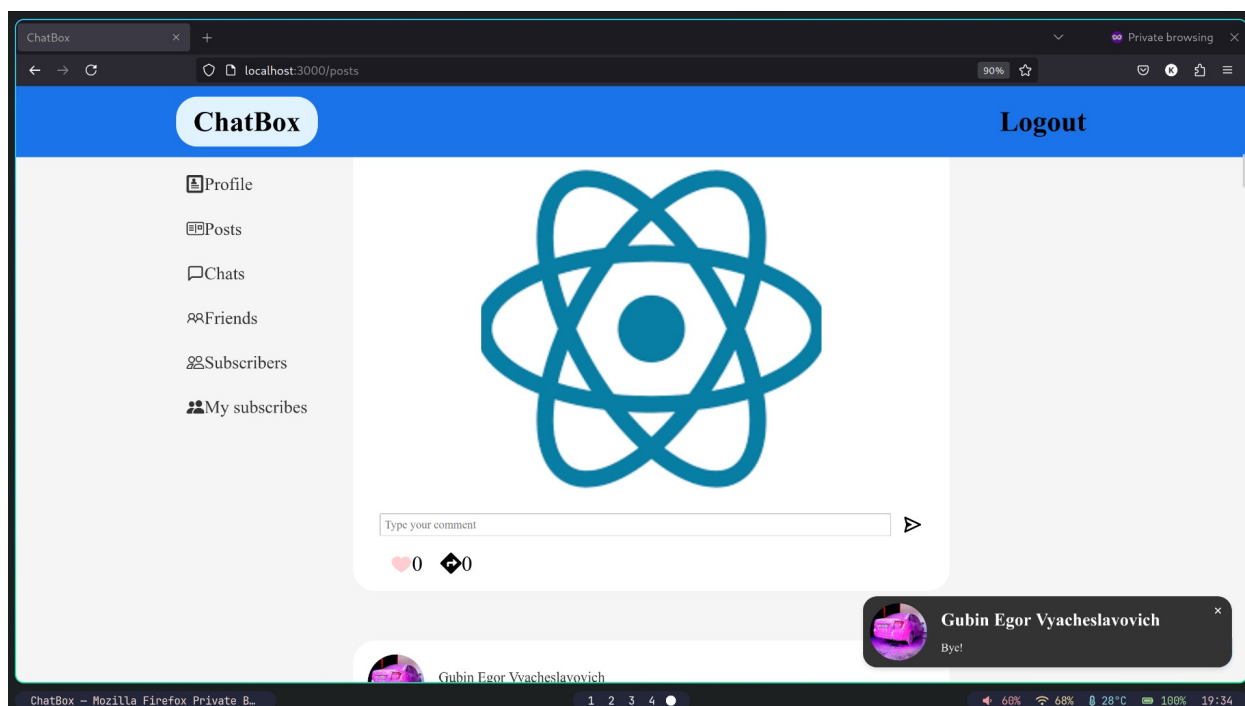 ChatBox
Private browsing
localhost:3000/posts
90%
K
ChatBox
Logout
Profile
Posts
Chats
Friends
Subscribers
My subscribes
Type your comment
0 0
Gubin Egor Vyacheslavovich
Bye!
Gubin Egor Vyacheslavovich
ChatBox — Mozilla Firefox Private B…
1 2 3 4
60% 68% 28°C 100% 19:34